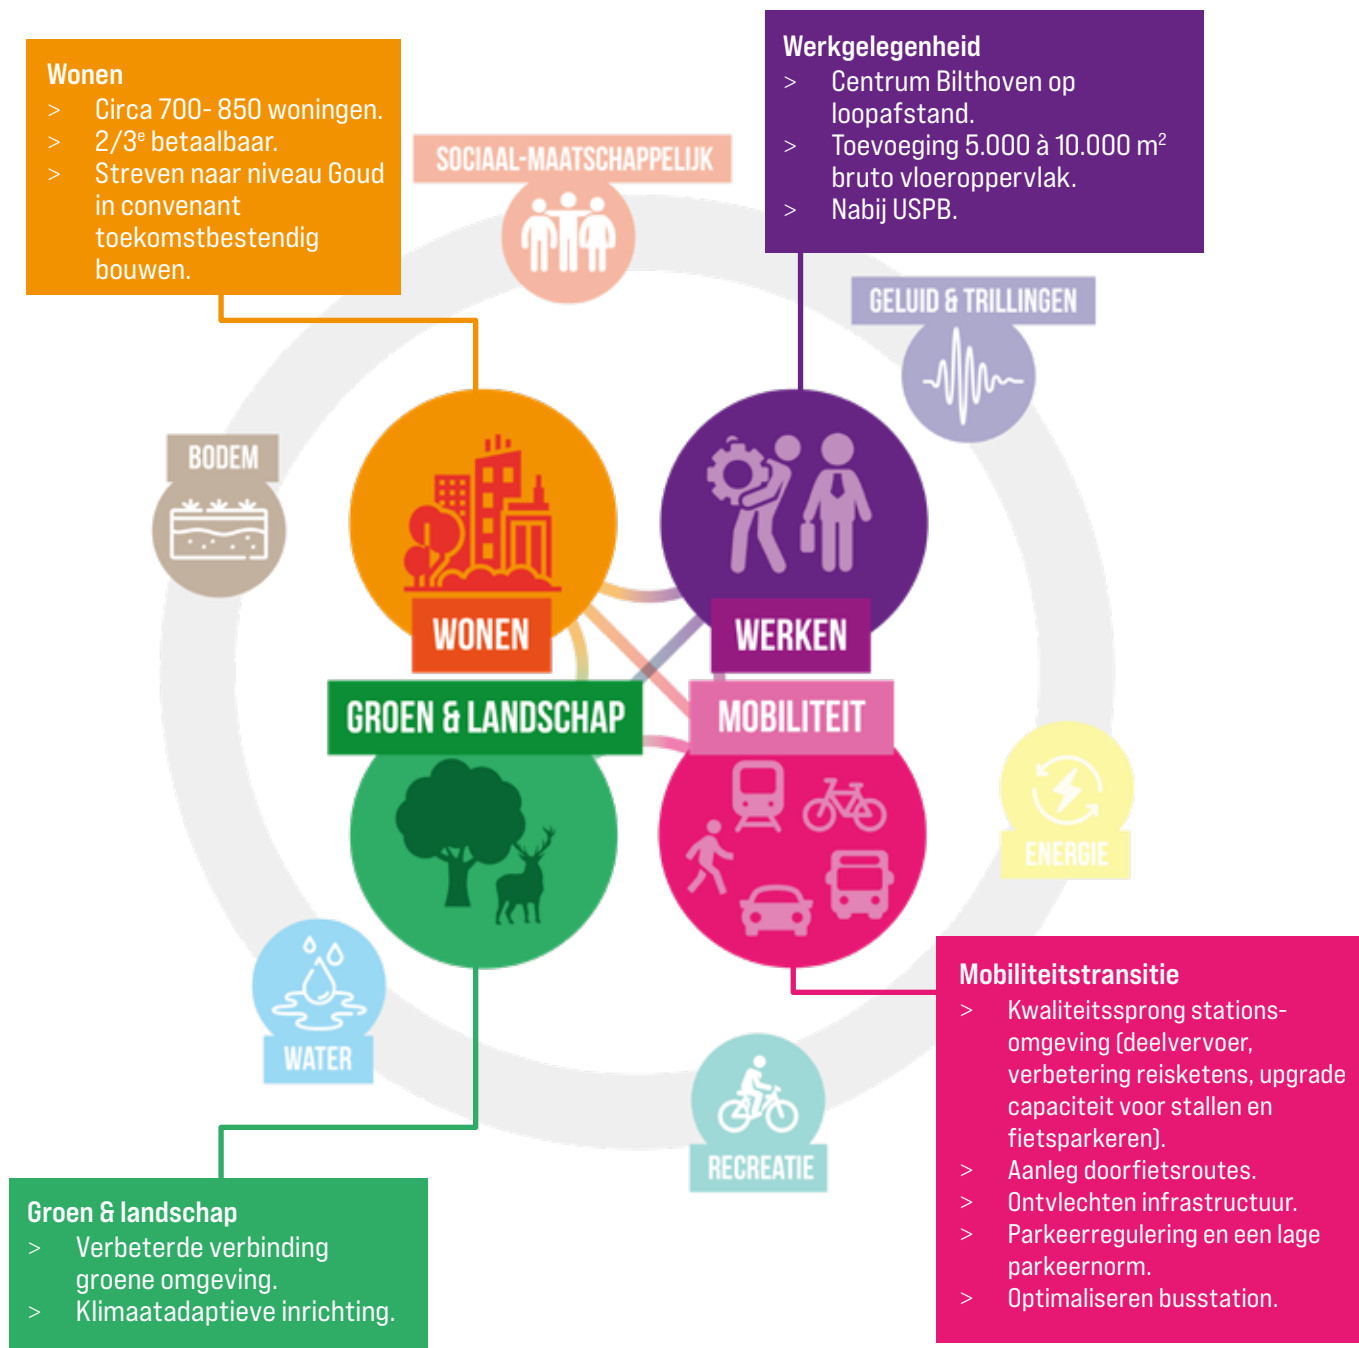 Wonen
> Circa 700- 850 woningen.
> 2/3e betaalbaar.
> Streven naar niveau Goud
in convenant
toekomstbestendig
bouwen.
Werkgelegenheid
> Centrum Bilthoven op
loopafstand.
> Toevoeging 5.000 à 10.000 m²
bruto vloeroppervlak.
> Nabij USPB.
SOCIAAL-MAATSCHAPPELIJK
GELUID & TRILLINGEN
BODEM
WONEN
WERKEN
GROEN & LANDSCHAP
MOBILITEIT
ENERGIE
WATER
RECREATIE
Mobiliteitstransitie
> Kwaliteitssprong stations-
omgeving (deelvervoer,
verbetering reisketens, upgrade
capaciteit voor stallen en
fietsparkeren).
> Aanleg doorfietsroutes.
> Ontvlechten infrastructuur.
> Parkeerregulering en een lage
parkeernorm.
> Optimaliseren busstation.
Groen & landschap
> Verbeterde verbinding
groene omgeving.
> Klimaatadaptieve inrichting.